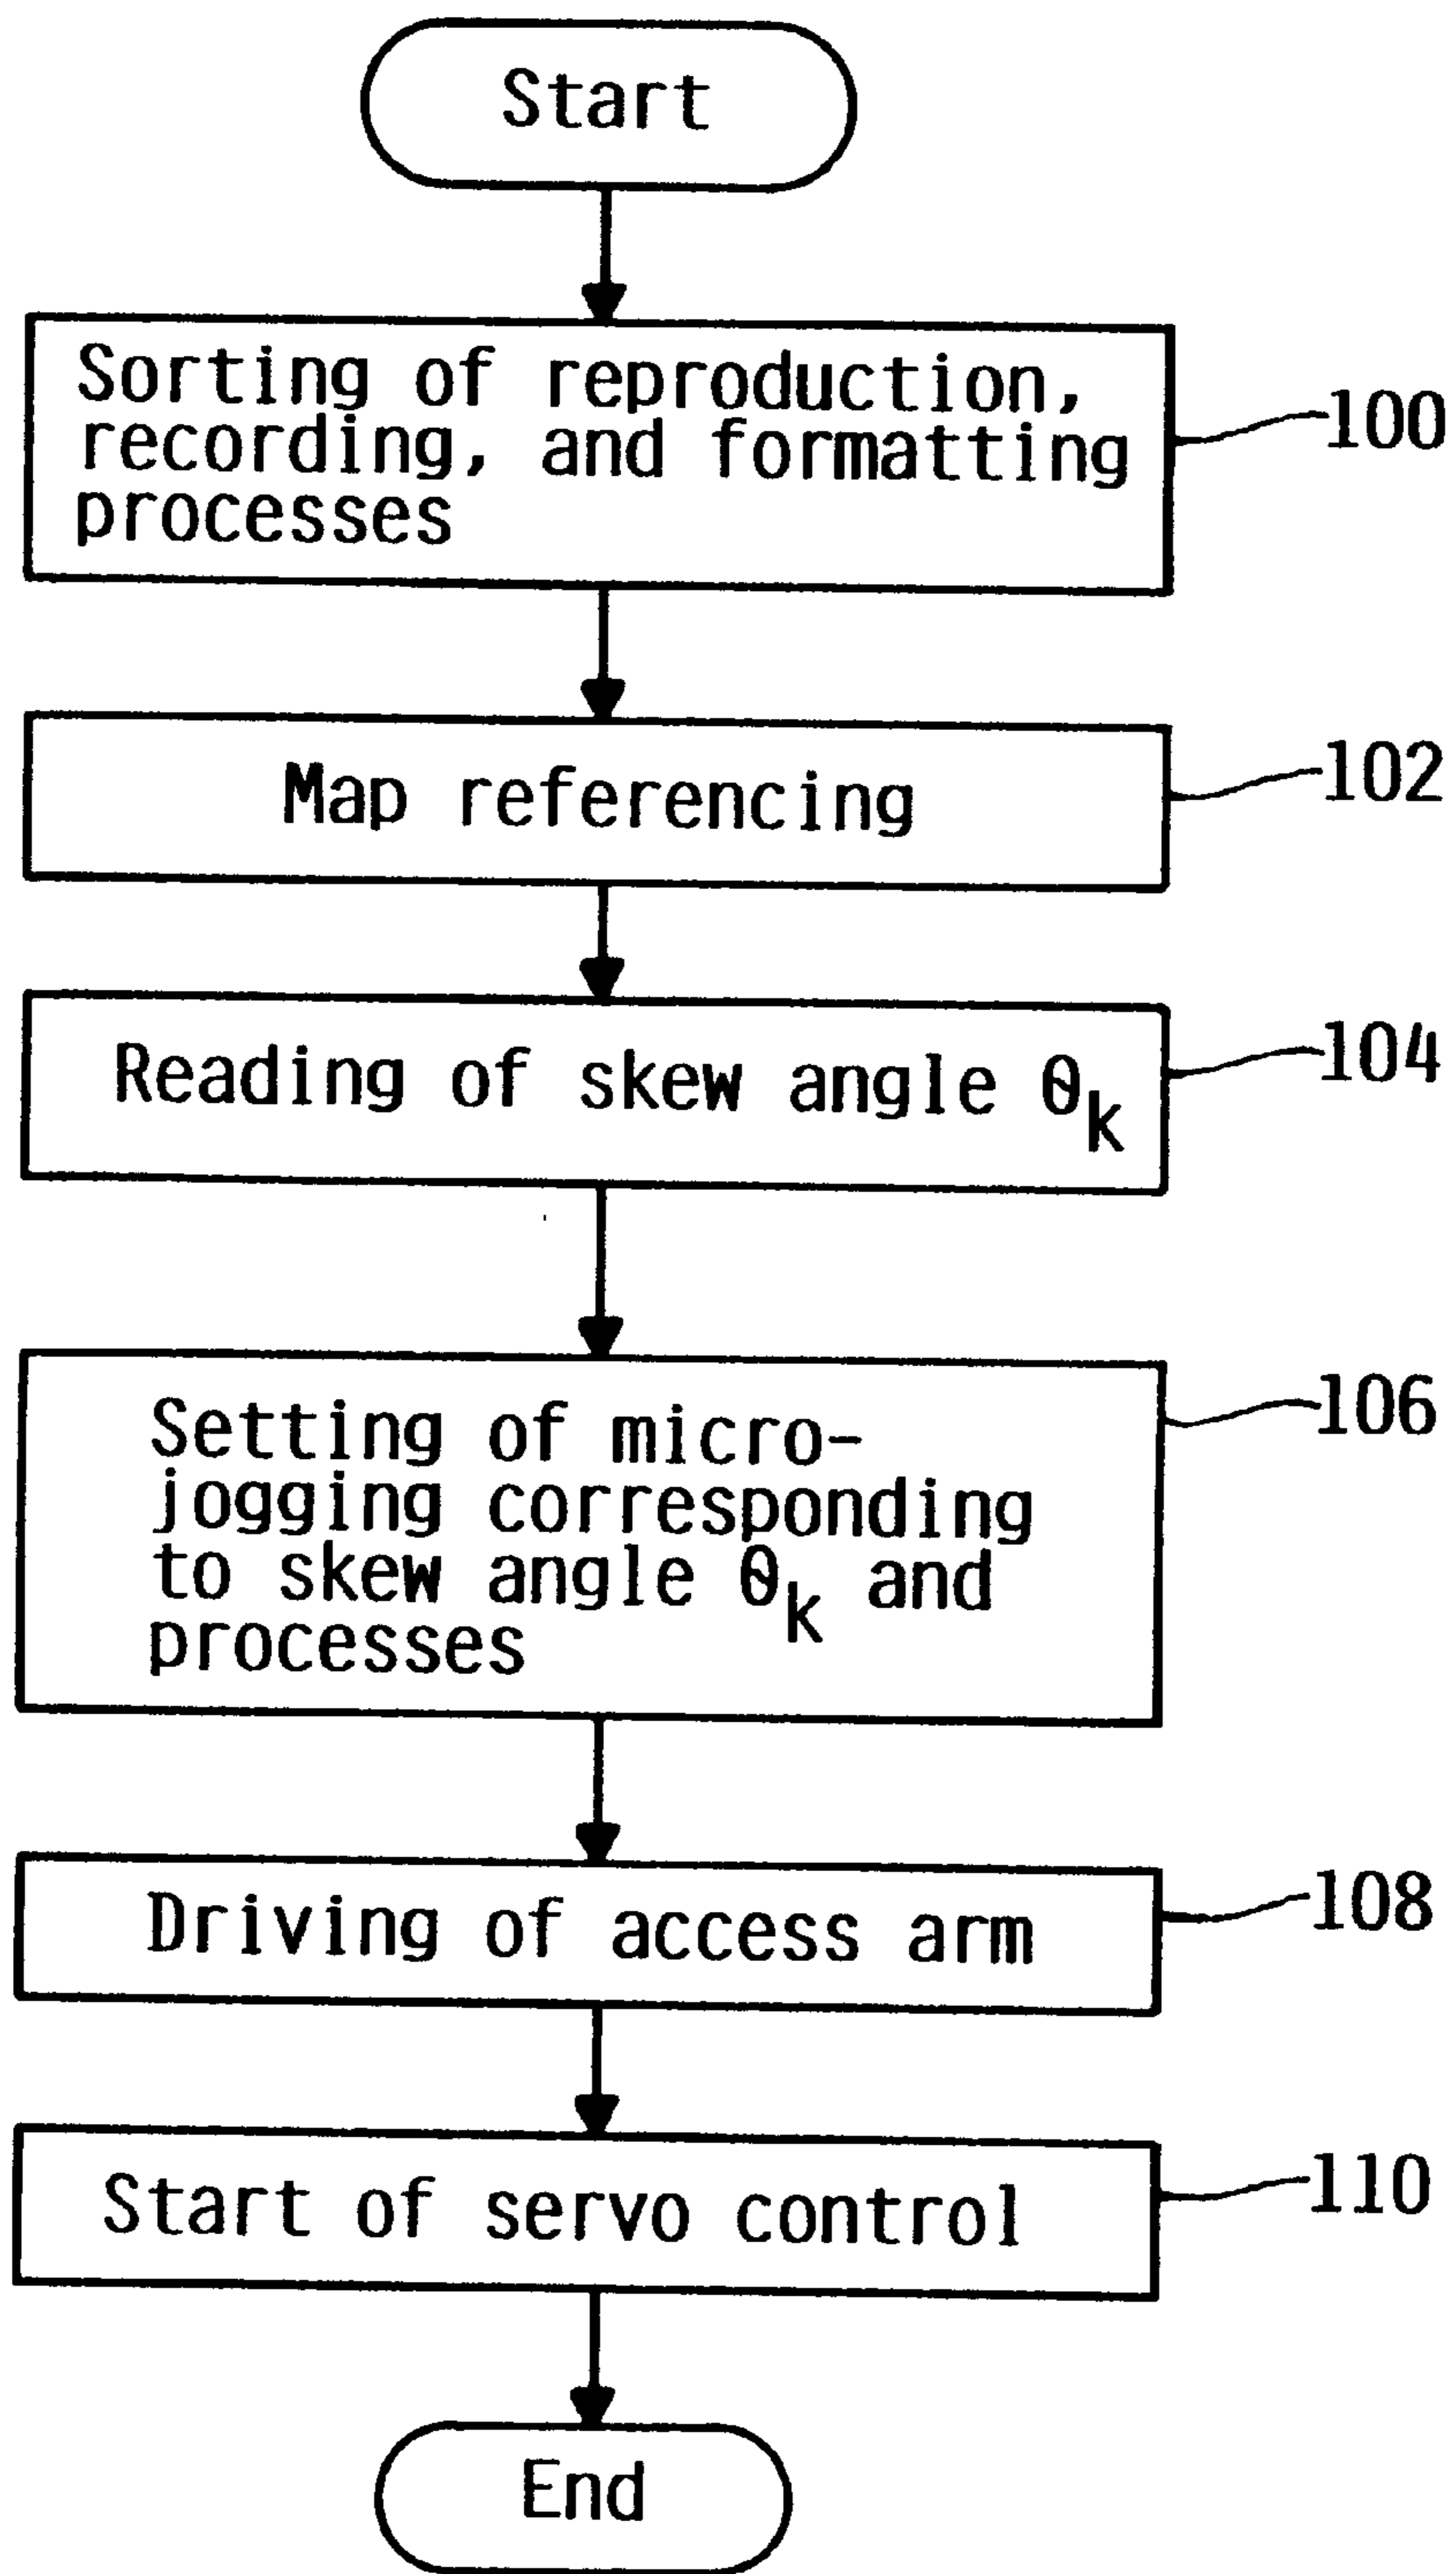 Start
Sorting of reproduction,
recording, and formatting
processes
100
Map referencing
102
Reading of skew angle θk
104
Setting of micro-
jogging corresponding
to skew angle θk and
processes
106
Driving of access arm
108
Start of servo control
110
End